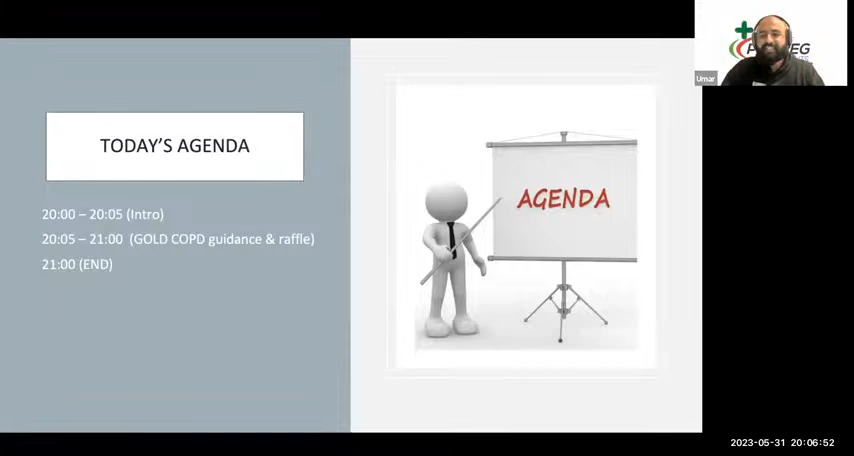 TODAY'S AGENDA
20:00 – 20:05 (Intro)
20:05 – 21:00 (GOLD COPD guidance & raffle)
21:00 (END)
AGENDA
Umar
2023-05-31 20:06:52